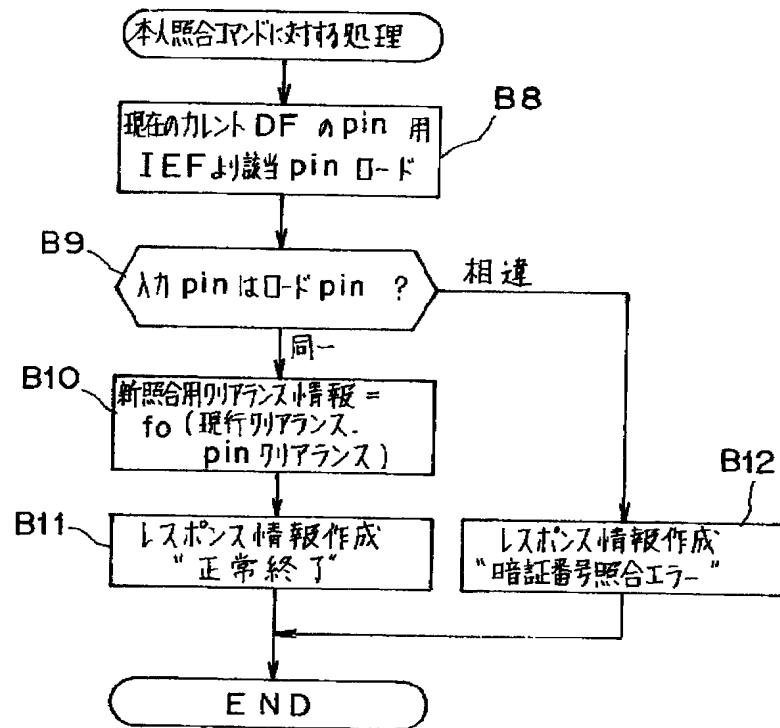 本人照合コマンドに対する処理
B8
現在のカレントDFのpin用
IEFより該当pinロード
B9
入力pinはロードpin ?
相違
同一
B10
新照合用クリアランス情報=
fo(現行クリアランス.
pinクリアランス)
B11
レスポンス情報作成
"正常終了"
B12
レスポンス情報作成
"暗証番号照合エラー"
END